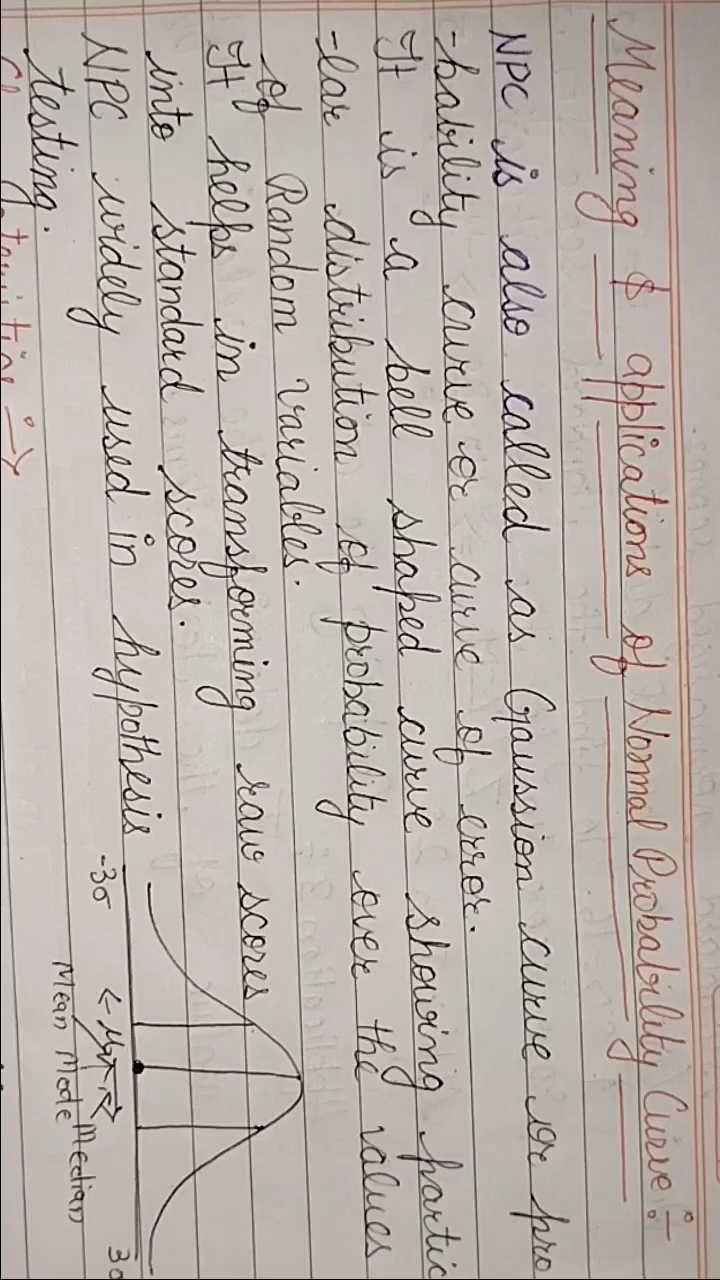 Meaning & applications of Normal Probability Curve :-
NPC is also called as Gaussion curve or pro
-bability curve or curve of error.
It is a bell shaped curve showing partic
-lar distribution of probability over the values
of Random variables.
It helps in transforming raw scores
into standard scores.
NPC widely used in hypothesis
testing.
-3σ
3σ
Mean Mode Median